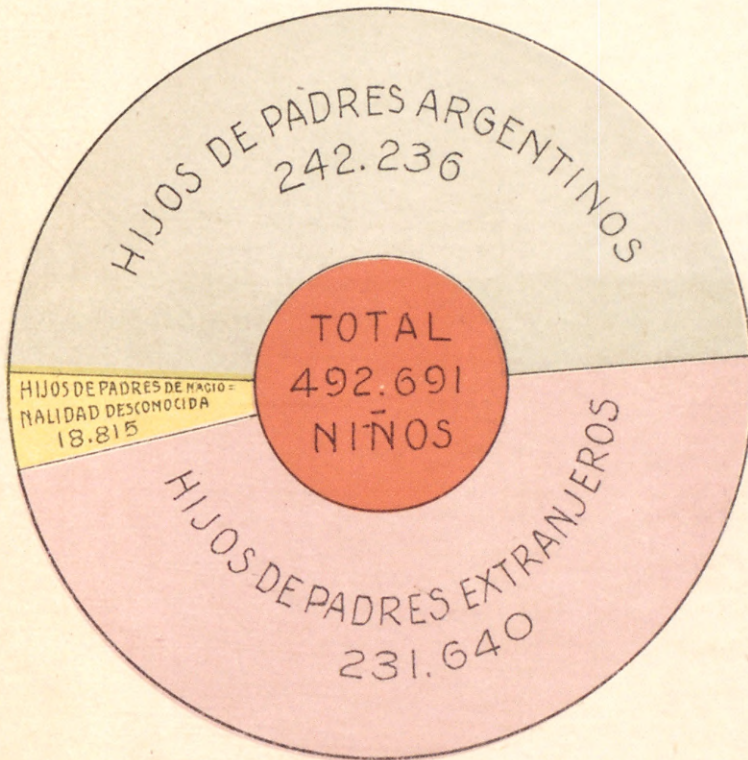 HIJOS DE PADRES ARGENTINOS
242.236
TOTAL
492.691
NIÑOS
HIJOS DE PADRES DE NACIO=
NALIDAD DESCONOCIDA
18.815
HIJOS DE PADRES EXTRANJEROS
231.640